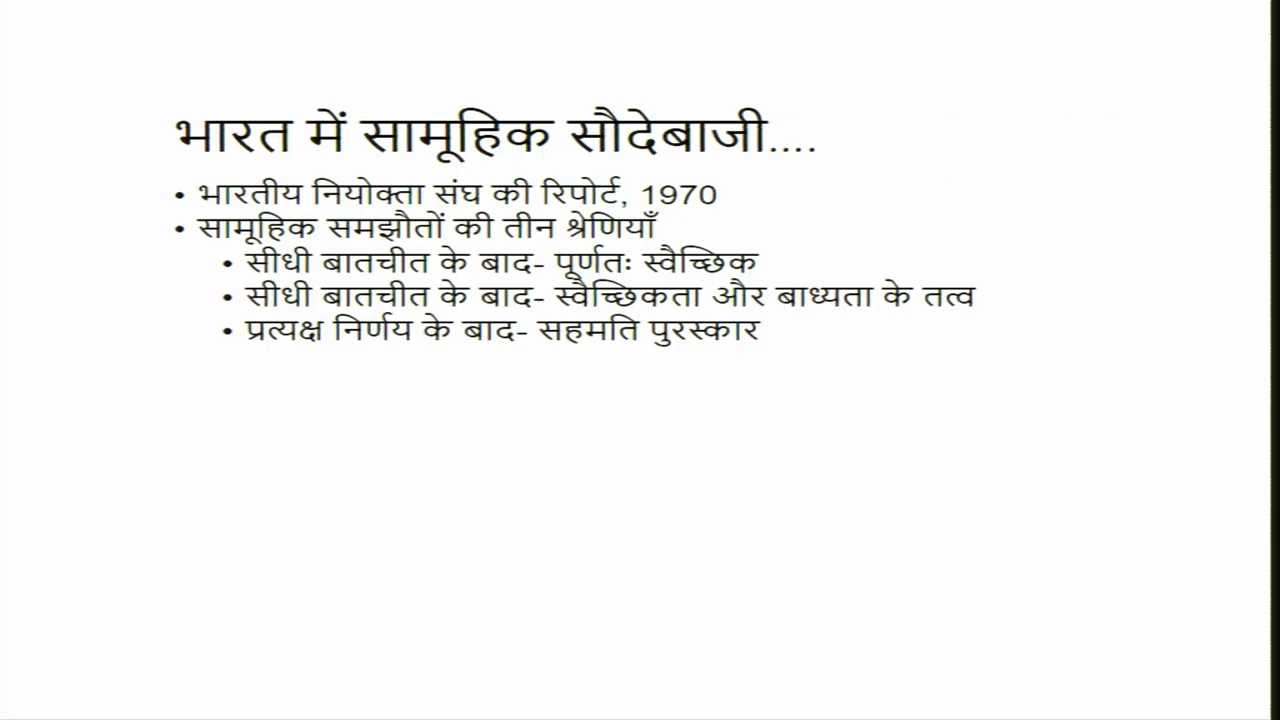 भारत में सामूहिक सौदेबाजी....
• भारतीय नियोक्ता संघ की रिपोर्ट, 1970
• सामूहिक समझौतों की तीन श्रेणियाँ
• सीधी बातचीत के बाद- पूर्णतः स्वैच्छिक
• सीधी बातचीत के बाद- स्वैच्छिकता और बाध्यता के तत्व
• प्रत्यक्ष निर्णय के बाद- सहमति पुरस्कार